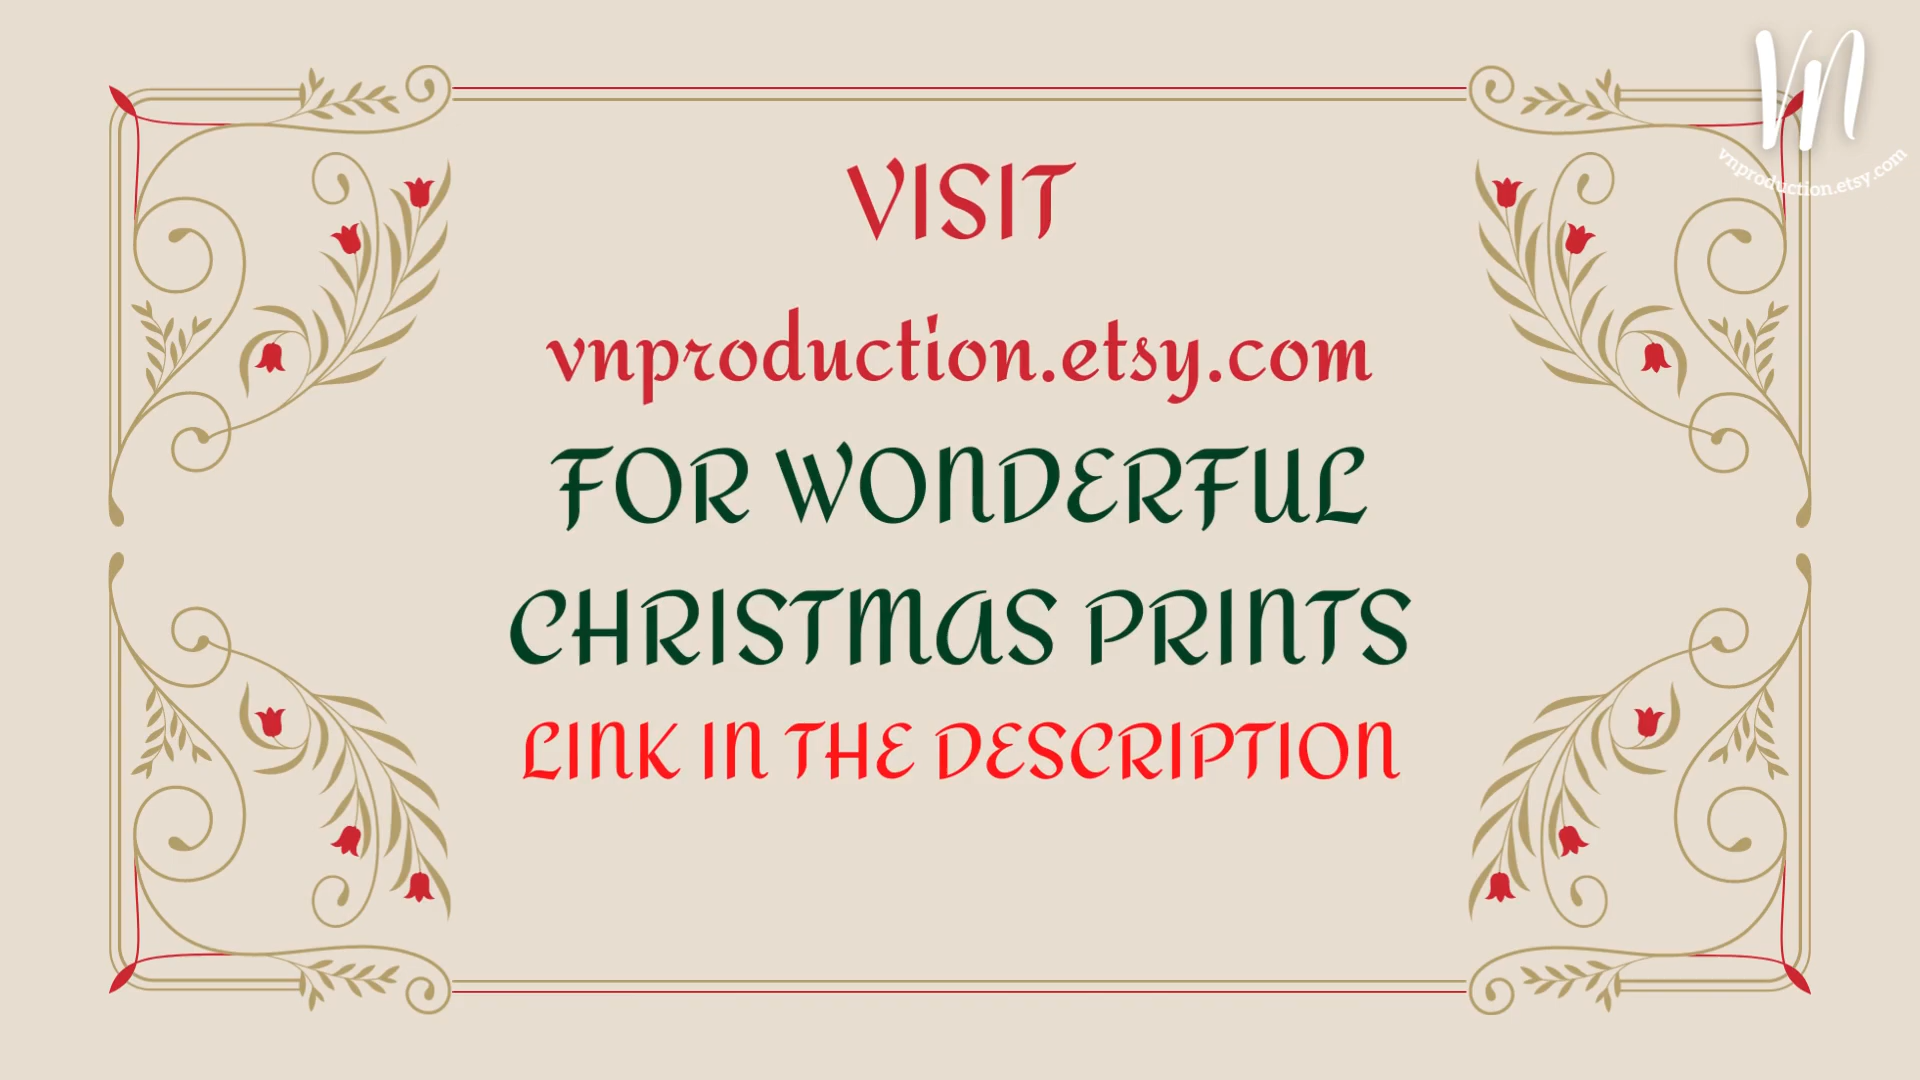 VN
vnproduction.etsy.com
VISIT
vnproduction.etsy.com
FOR WONDERFUL
CHRISTMAS PRINTS
LINK IN THE DESCRIPTION